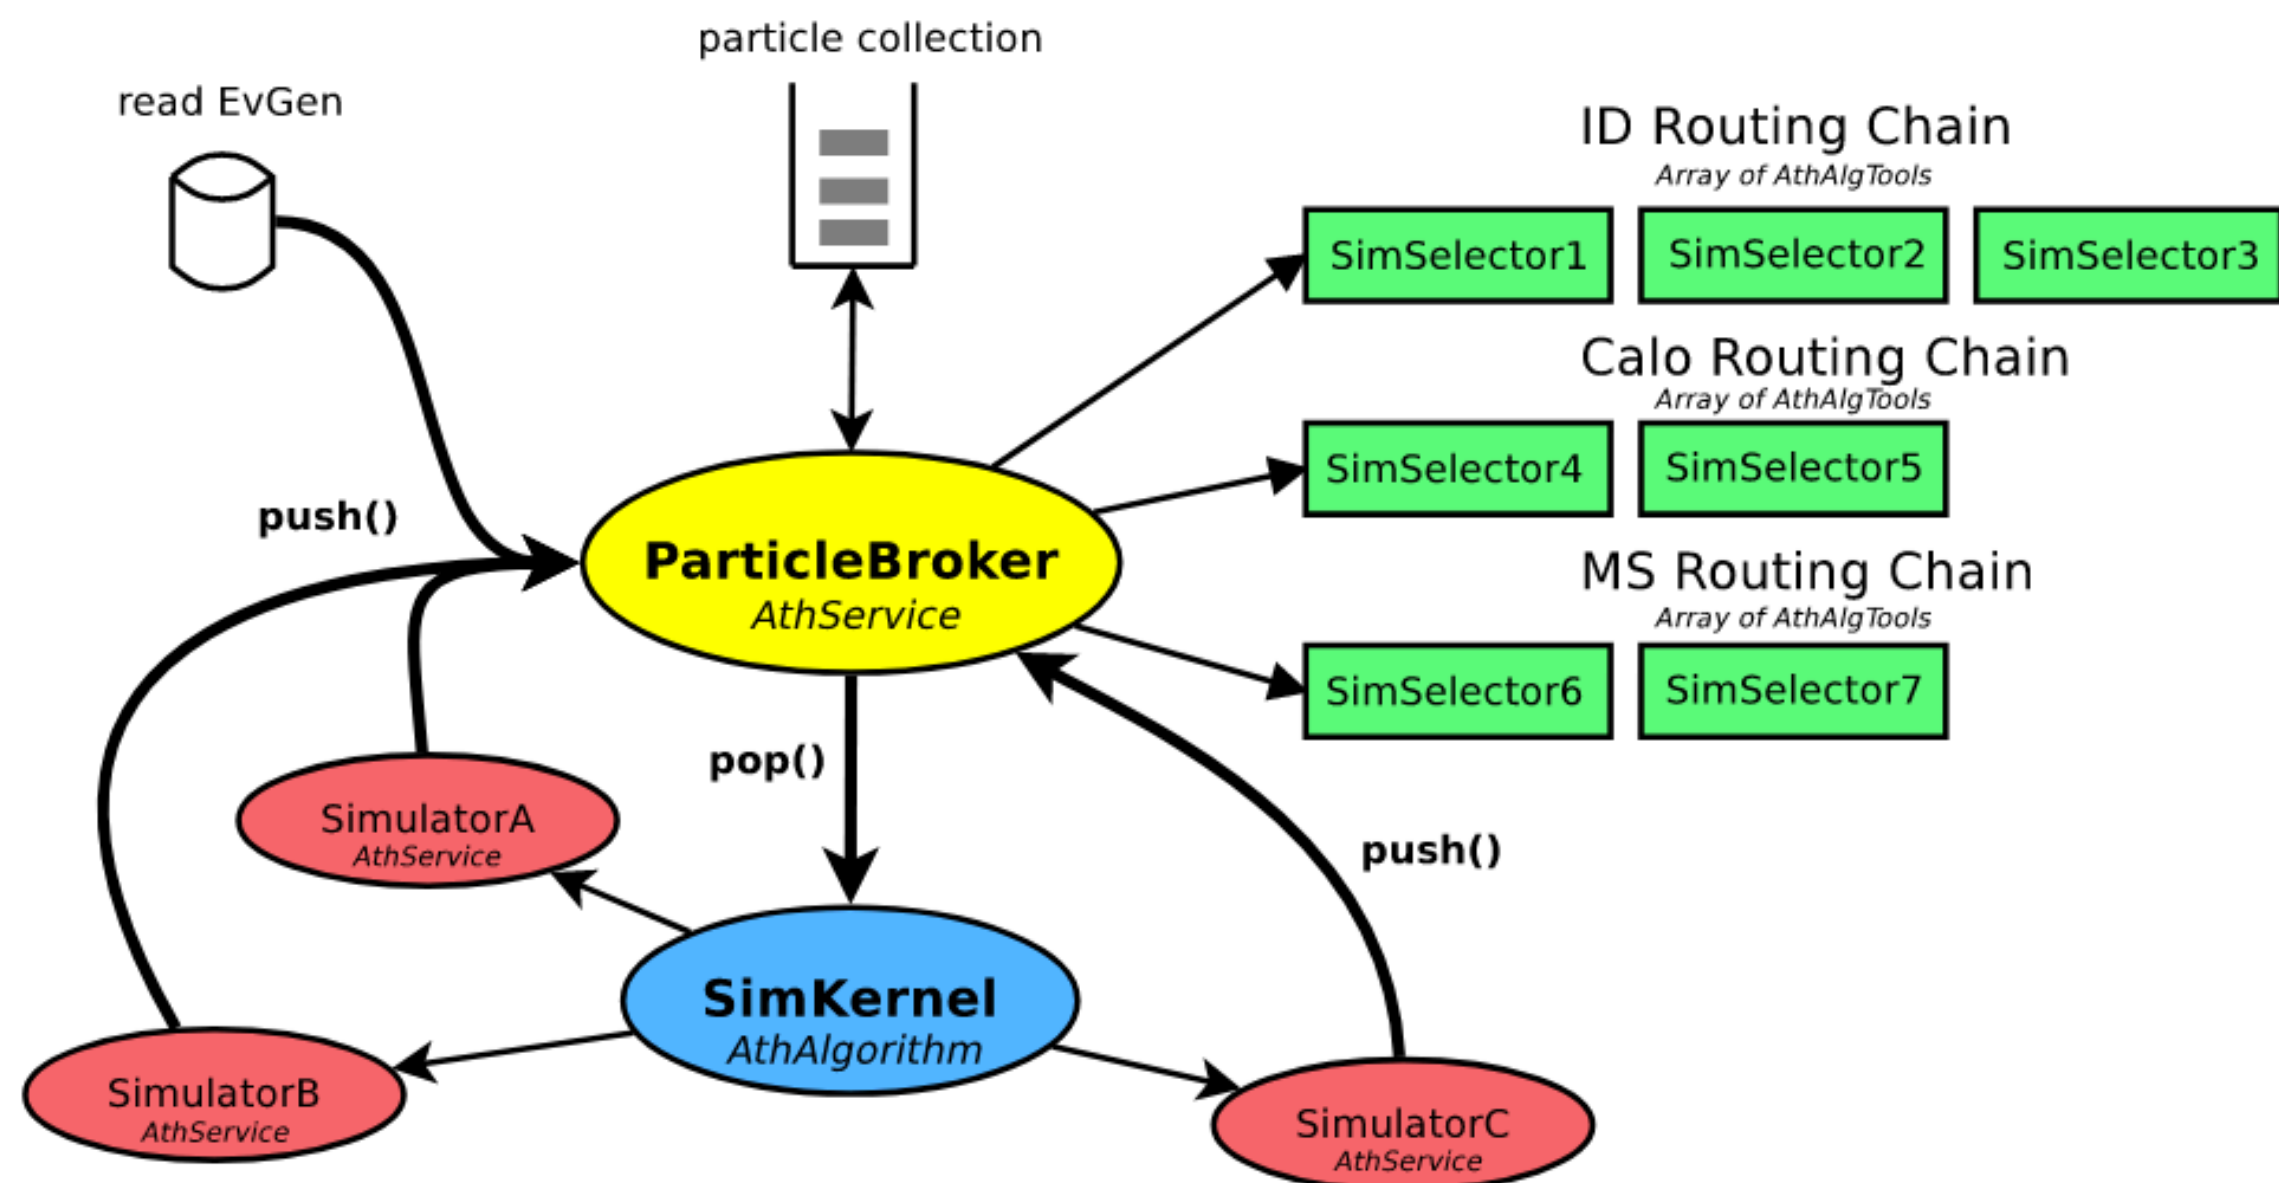 particle collection
read EvGen
ID Routing Chain
Array of AthAlgTools
SimSelector1 SimSelector2 SimSelector3
Calo Routing Chain
Array of AthAlgTools
SimSelector4 SimSelector5
push()
ParticleBroker
AthService
MS Routing Chain
Array of AthAlgTools
SimSelector6 SimSelector7
pop()
SimulatorA
AthService
push()
SimKernel
AthAlgorithm
SimulatorB
AthService
SimulatorC
AthService